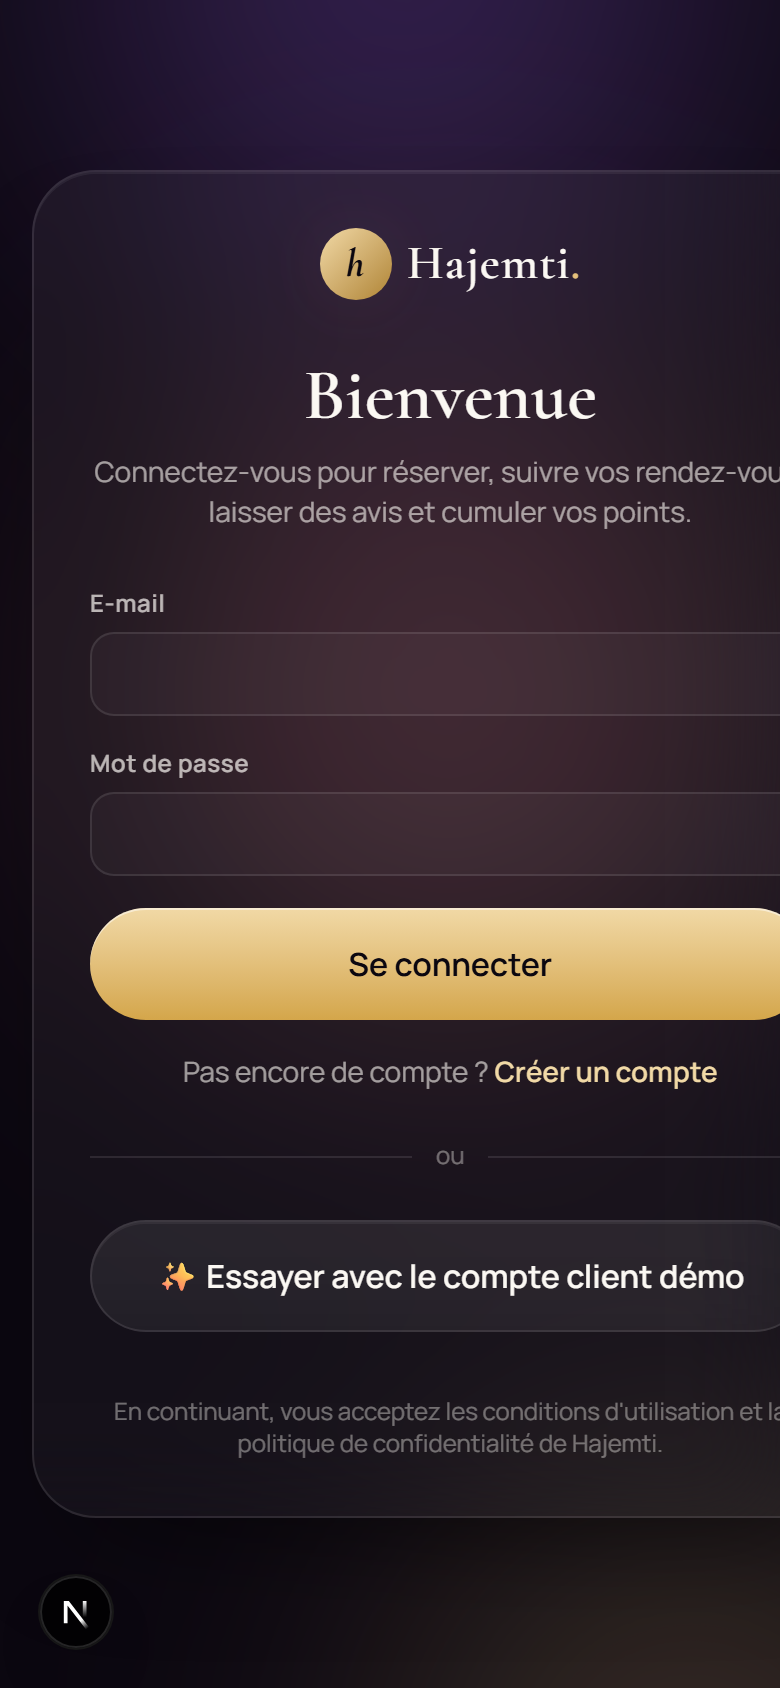 h Hajemti.
Bienvenue
Connectez-vous pour réserver, suivre vos
laisser des avis et cumuler vos points.
E-mail
Mot de passe
Se connecter
Pas encore de compte ? Créer un compte
ou
✨ Essayer avec le compte client démo
En continuant, vous acceptez les conditions d'utilisation et la
politique de confidentialité de Hajemti.
N